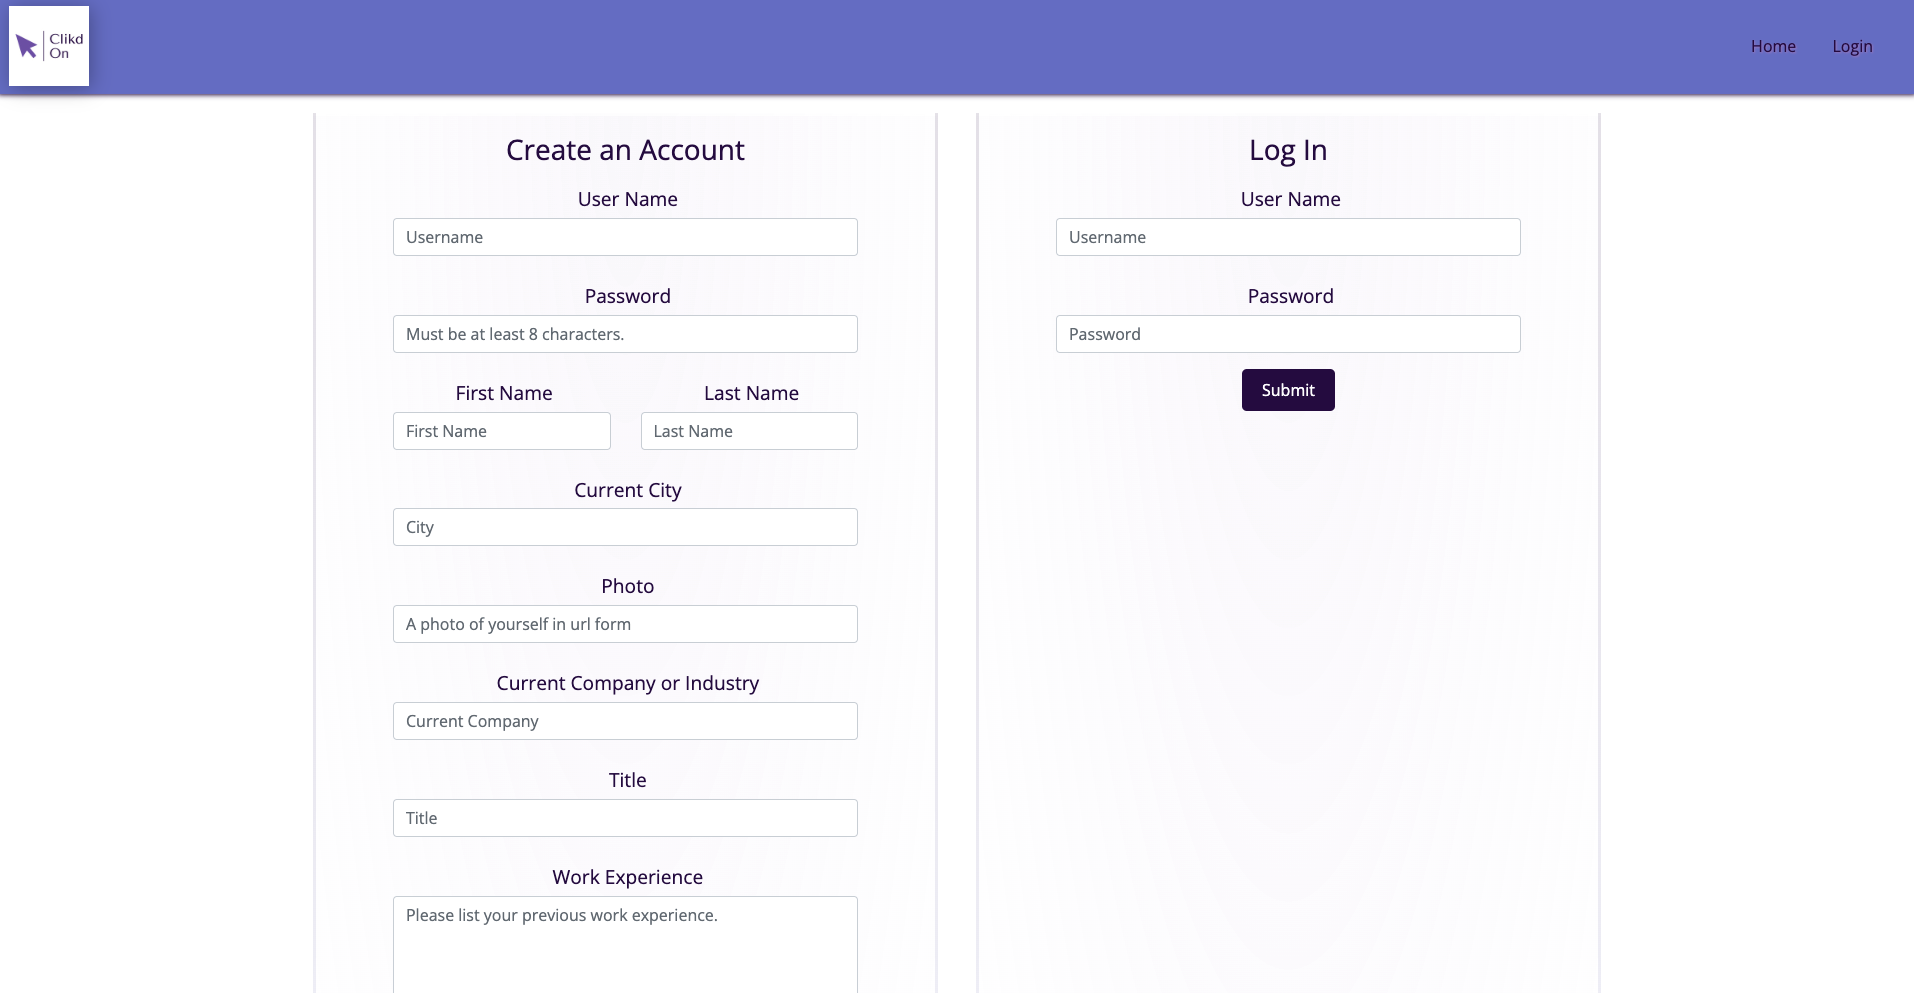 Clikd
On
Home
Login
Create an Account
User Name
Username
Password
Must be at least 8 characters.
First Name
Last Name
First Name
Last Name
Current City
City
Photo
A photo of yourself in url form
Current Company or Industry
Current Company
Title
Title
Work Experience
Please list your previous work experience.
Log In
User Name
Username
Password
Password
Submit